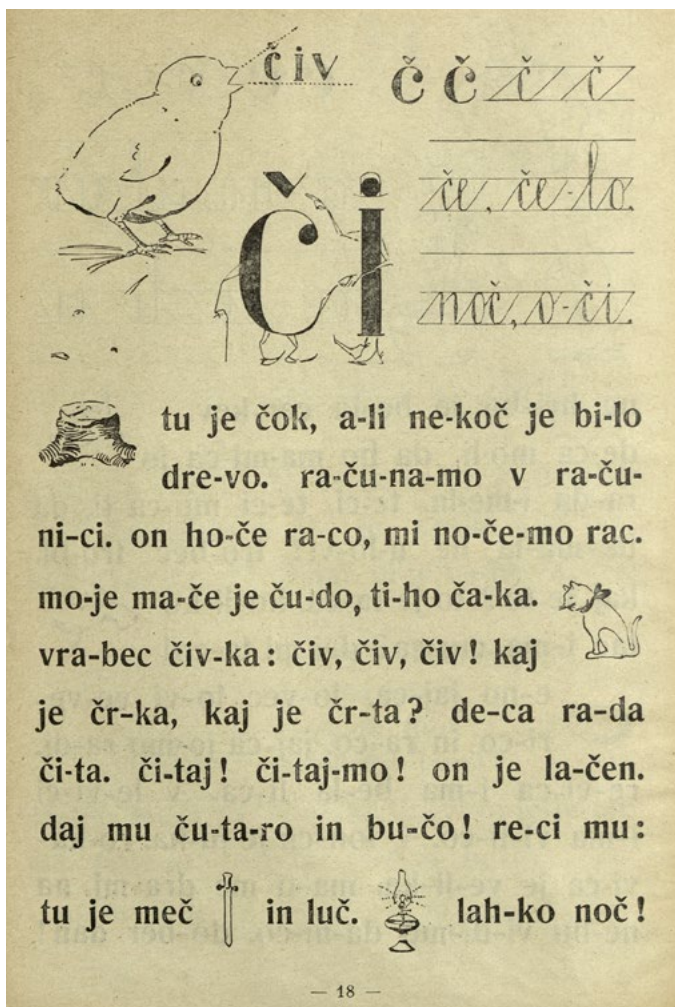 čiv
Č č č č
Či
če, če-lo.
noč, o-či.
tu je čok, a-li ne-koč je bi-lo
dre-vo. ra-ču-na-mo v ra-ču-
ni-ci. on ho-če ra-co, mi no-če-mo rac.
mo-je ma-če je ču-do, ti-ho ča-ka.
vra-bec čiv-ka: čiv, čiv, čiv! kaj
je čr-ka, kaj je čr-ta? de-ca ra-da
či-ta. či-taj! či-taj-mo! on je la-čen.
daj mu ču-ta-ro in bu-čo! re-ci mu:
tu je meč in luč. lah-ko noč!
— 18 —